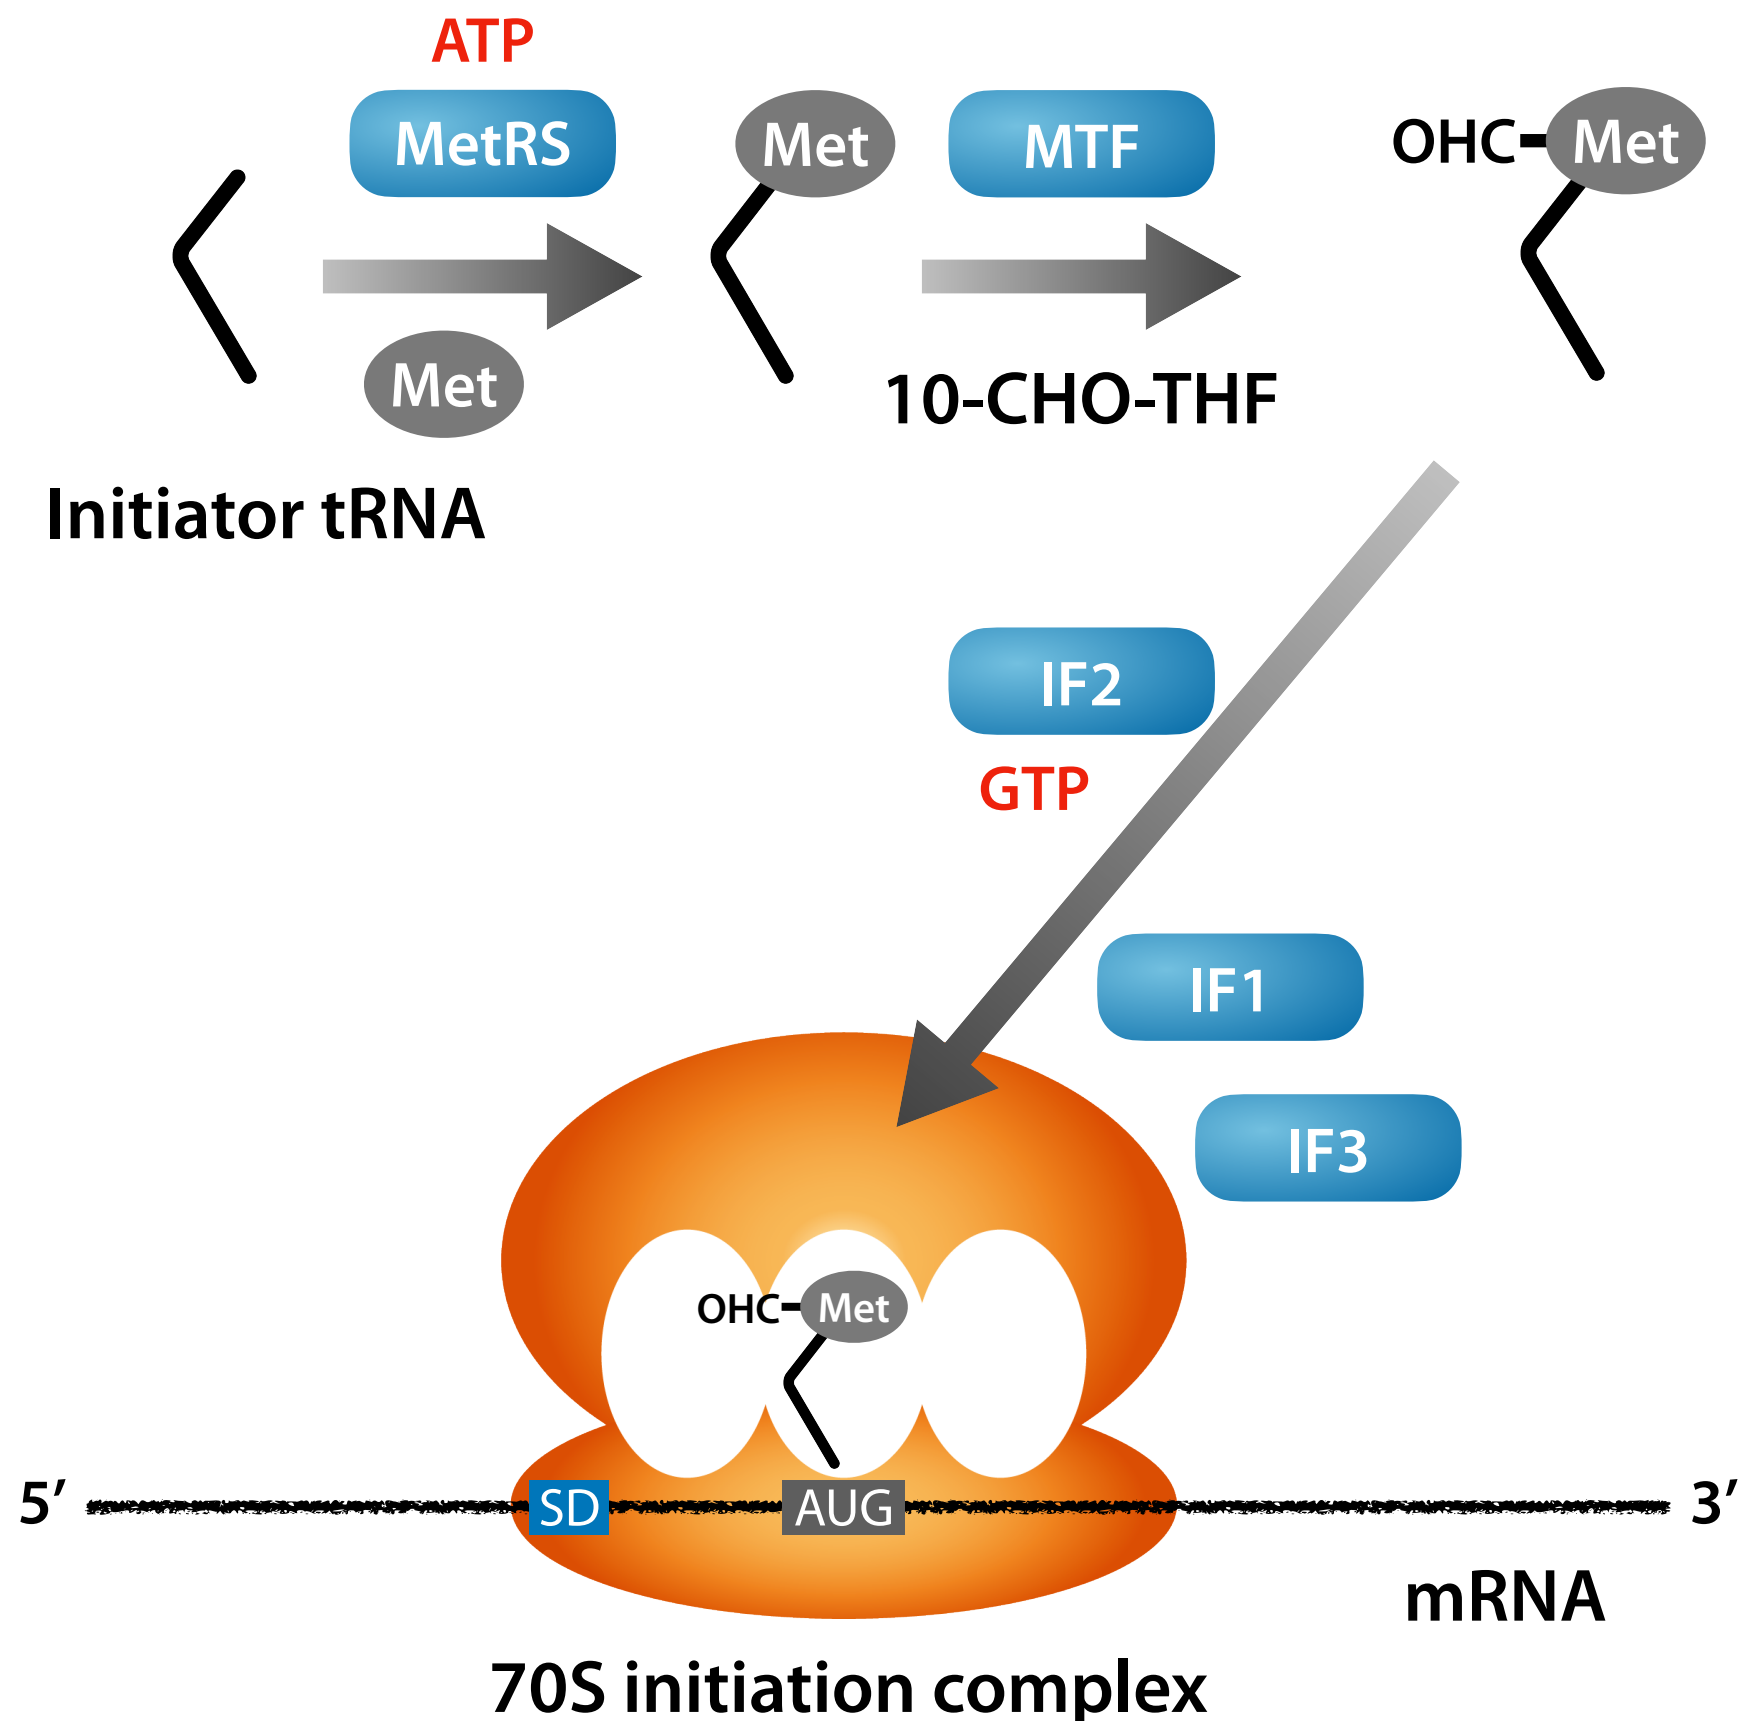 ATP
MetRS
Met
MTF
OHC-Met
Met
10-CHO-THF
Initiator tRNA
IF2
GTP
IF1
IF3
OHC-Met
5′
SD
AUG
3′
mRNA
70S initiation complex